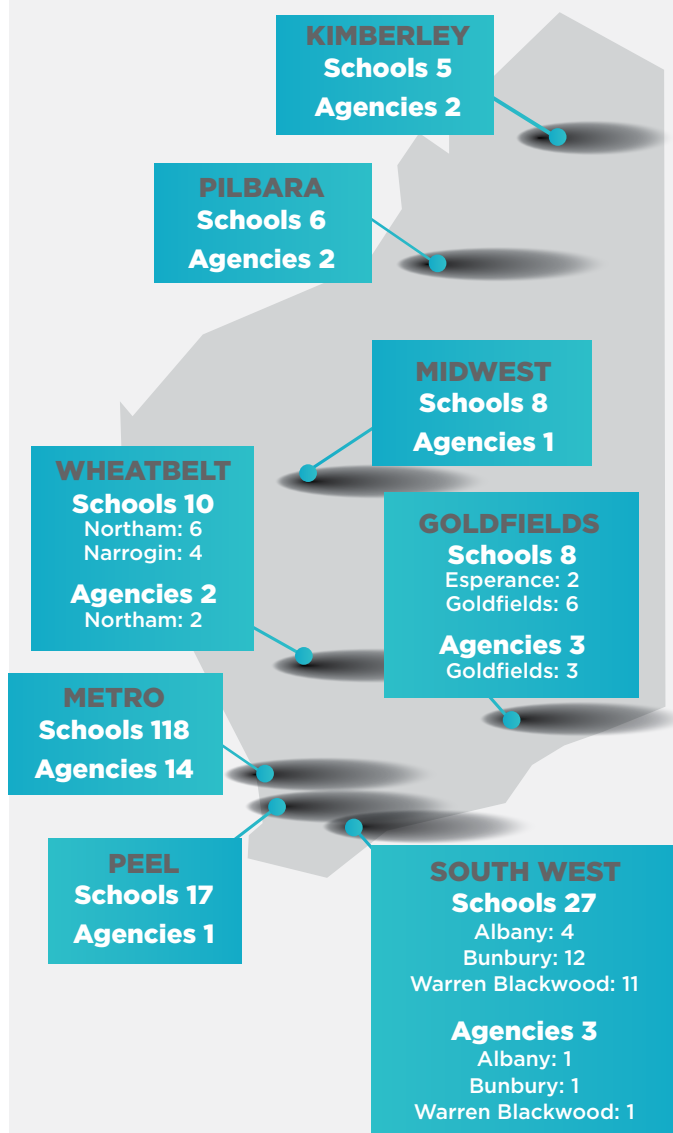 KIMBERLEY
Schools 5
Agencies 2
PILBARA
Schools 6
Agencies 2
MIDWEST
Schools 8
Agencies 1
WHEATBELT
Schools 10
Northam: 6
Narrogin: 4
Agencies 2
Northam: 2
GOLDFIELDS
Schools 8
Esperance: 2
Goldfields: 6
Agencies 3
Goldfields: 3
METRO
Schools 118
Agencies 14
PEEL
Schools 17
Agencies 1
SOUTH WEST
Schools 27
Albany: 4
Bunbury: 12
Warren Blackwood: 11
Agencies 3
Albany: 1
Bunbury: 1
Warren Blackwood: 1